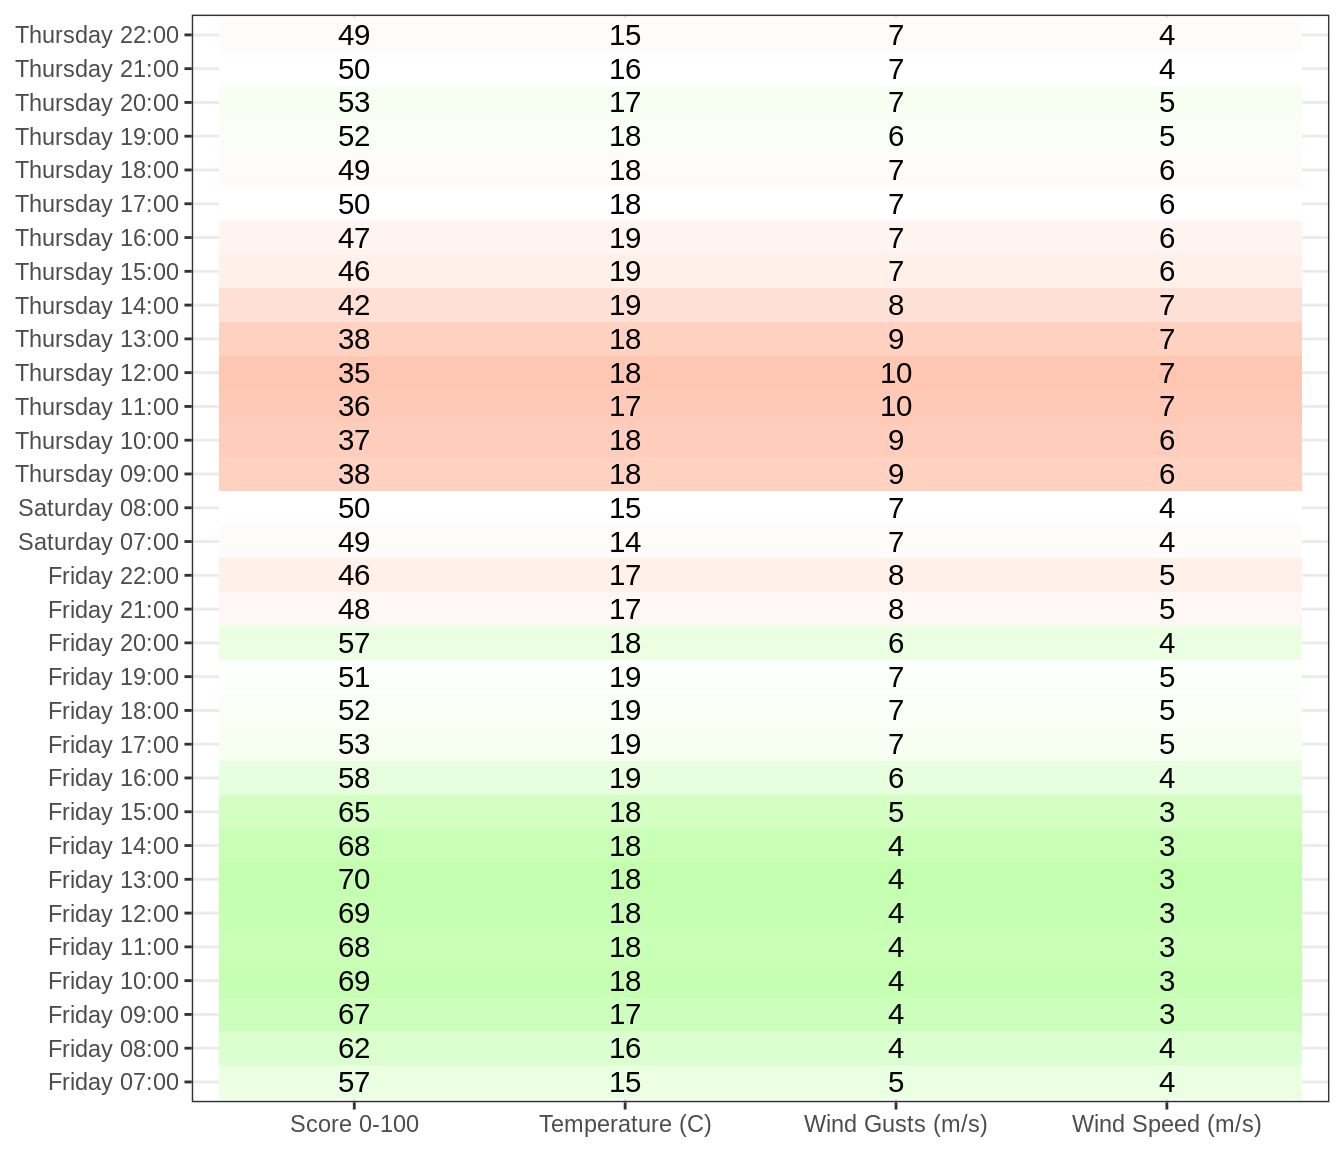 Thursday 22:00 49 15 7 4
Thursday 21:00 50 16 7 4
Thursday 20:00 53 17 7 5
Thursday 19:00 52 18 6 5
Thursday 18:00 49 18 7 6
Thursday 17:00 50 18 7 6
Thursday 16:00 47 19 7 6
Thursday 15:00 46 19 7 6
Thursday 14:00 42 19 8 7
Thursday 13:00 38 18 9 7
Thursday 12:00 35 18 10 7
Thursday 11:00 36 17 10 7
Thursday 10:00 37 18 9 6
Thursday 09:00 38 18 9 6
Saturday 08:00 50 15 7 4
Saturday 07:00 49 14 7 4
Friday 22:00 46 17 8 5
Friday 21:00 48 17 8 5
Friday 20:00 57 18 6 4
Friday 19:00 51 19 7 5
Friday 18:00 52 19 7 5
Friday 17:00 53 19 7 5
Friday 16:00 58 19 6 4
Friday 15:00 65 18 5 3
Friday 14:00 68 18 4 3
Friday 13:00 70 18 4 3
Friday 12:00 69 18 4 3
Friday 11:00 68 18 4 3
Friday 10:00 69 18 4 3
Friday 09:00 67 17 4 3
Friday 08:00 62 16 4 4
Friday 07:00 57 15 5 4
Score 0-100 Temperature (C) Wind Gusts (m/s) Wind Speed (m/s)